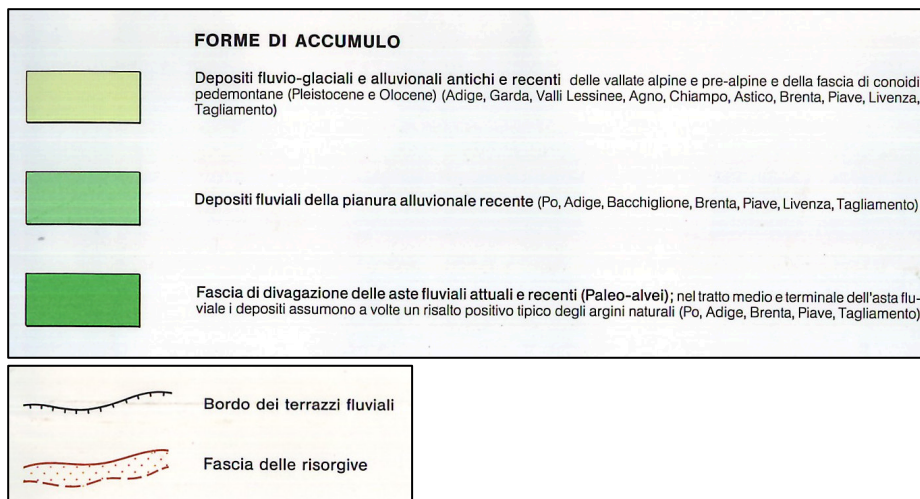 FORME DI ACCUMULO
Depositi fluvio-glaciali e alluvionali antichi e recenti delle vallate alpine e pre-alpine e della fascia di conoidi
pedemontane (Pleistocene e Olocene) (Adige, Garda, Valli Lessinee, Agno, Chiampo, Astico, Brenta, Piave, Livenza,
Tagliamento)
Depositi fluviali della pianura alluvionale recente (Po, Adige, Bacchiglione, Brenta, Piave, Livenza, Tagliamento)
Fascia di divagazione delle aste fluviali attuali e recenti (Paleo-alvei); nel tratto medio e terminale dell'asta flu-
viale i depositi assumono a volte un risalto positivo tipico degli argini naturali (Po, Adige, Brenta, Piave, Tagliamento)
Bordo dei terrazzi fluviali
Fascia delle risorgive